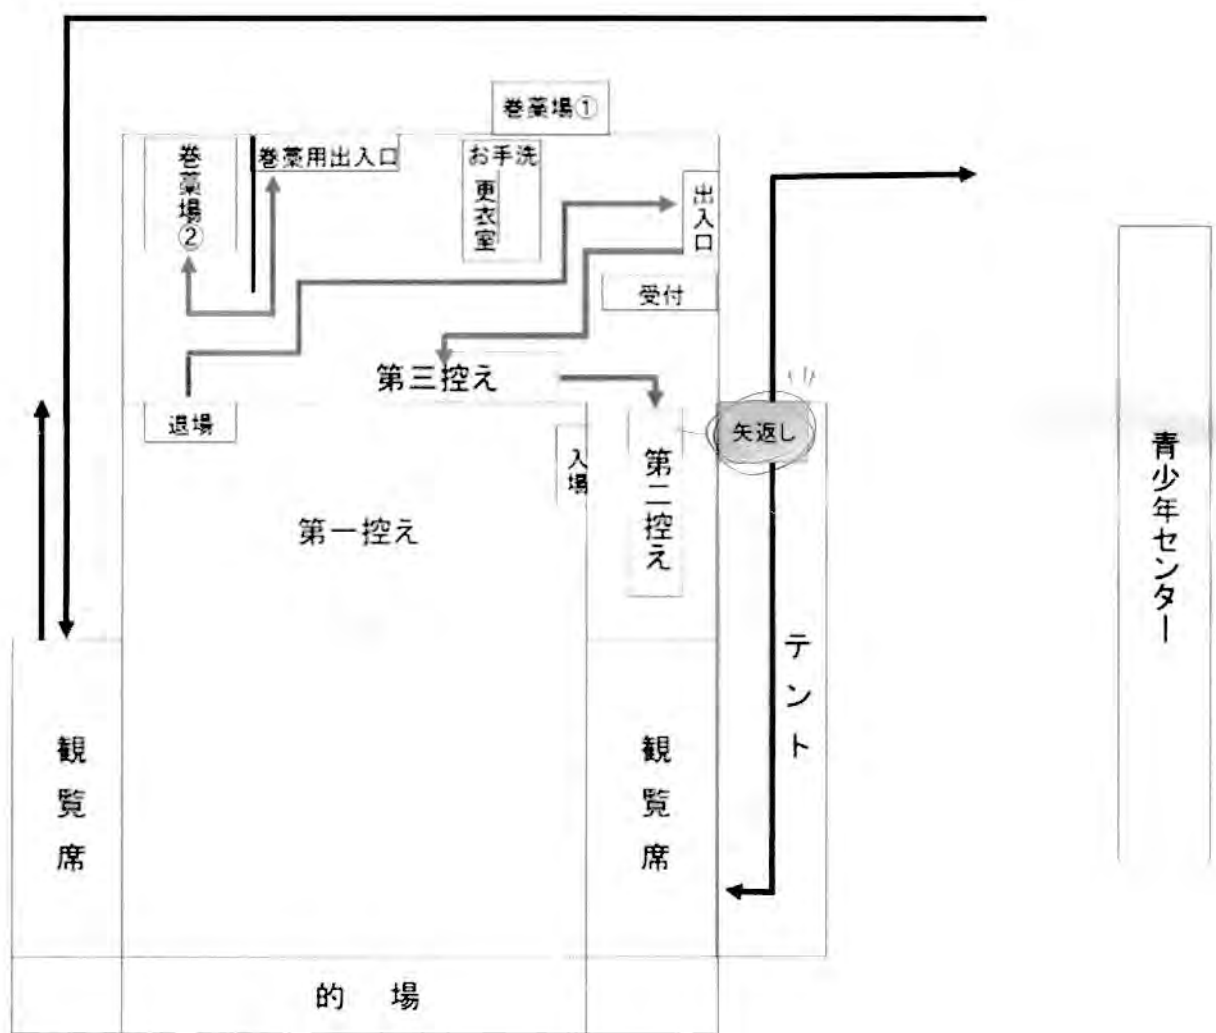 巻藁場①
巻藁場②
巻藁用出入口
お手洗
更衣室
出入口
受付
第三控え
退場
入場
第二控え
矢返し
第一控え
青少年センター
テント
観覧席
観覧席
的場